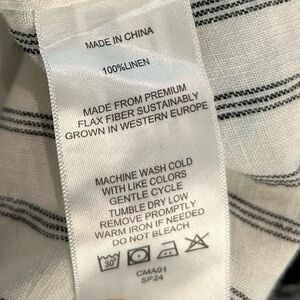 MADE IN CHINA
100%LINEN
MADE FROM PREMIUM
FLAX FIBER SUSTAINABLY
GROWN IN WESTERN EUROPE
MACHINE WASH COLD
WITH LIKE COLORS
GENTLE CYCLE
TUMBLE DRY LOW
REMOVE PROMPTLY
WARM IRON IF NEEDED
DO NOT BLEACH
30°
CMA01
SP24